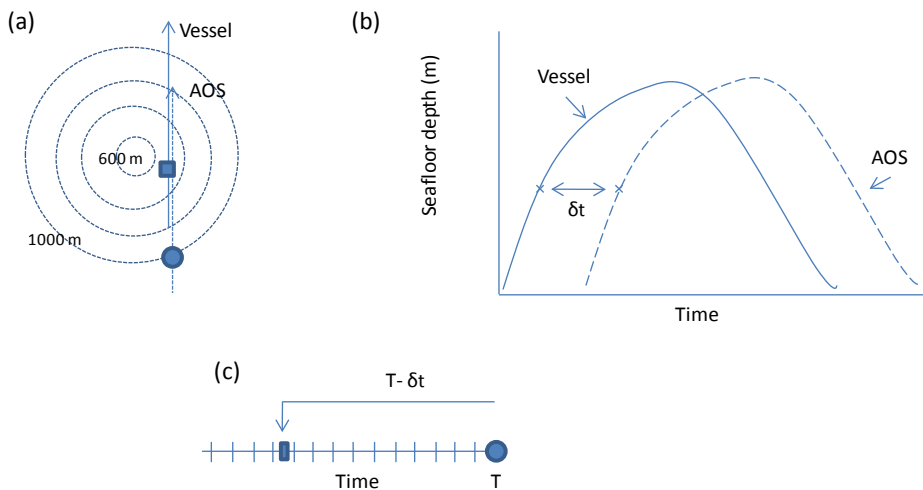 (a)
Vessel
AOS
600 m
1000 m
(b)
Seafloor depth (m)
Vessel
AOS
δt
Time
(c)
T- δt
Time
T